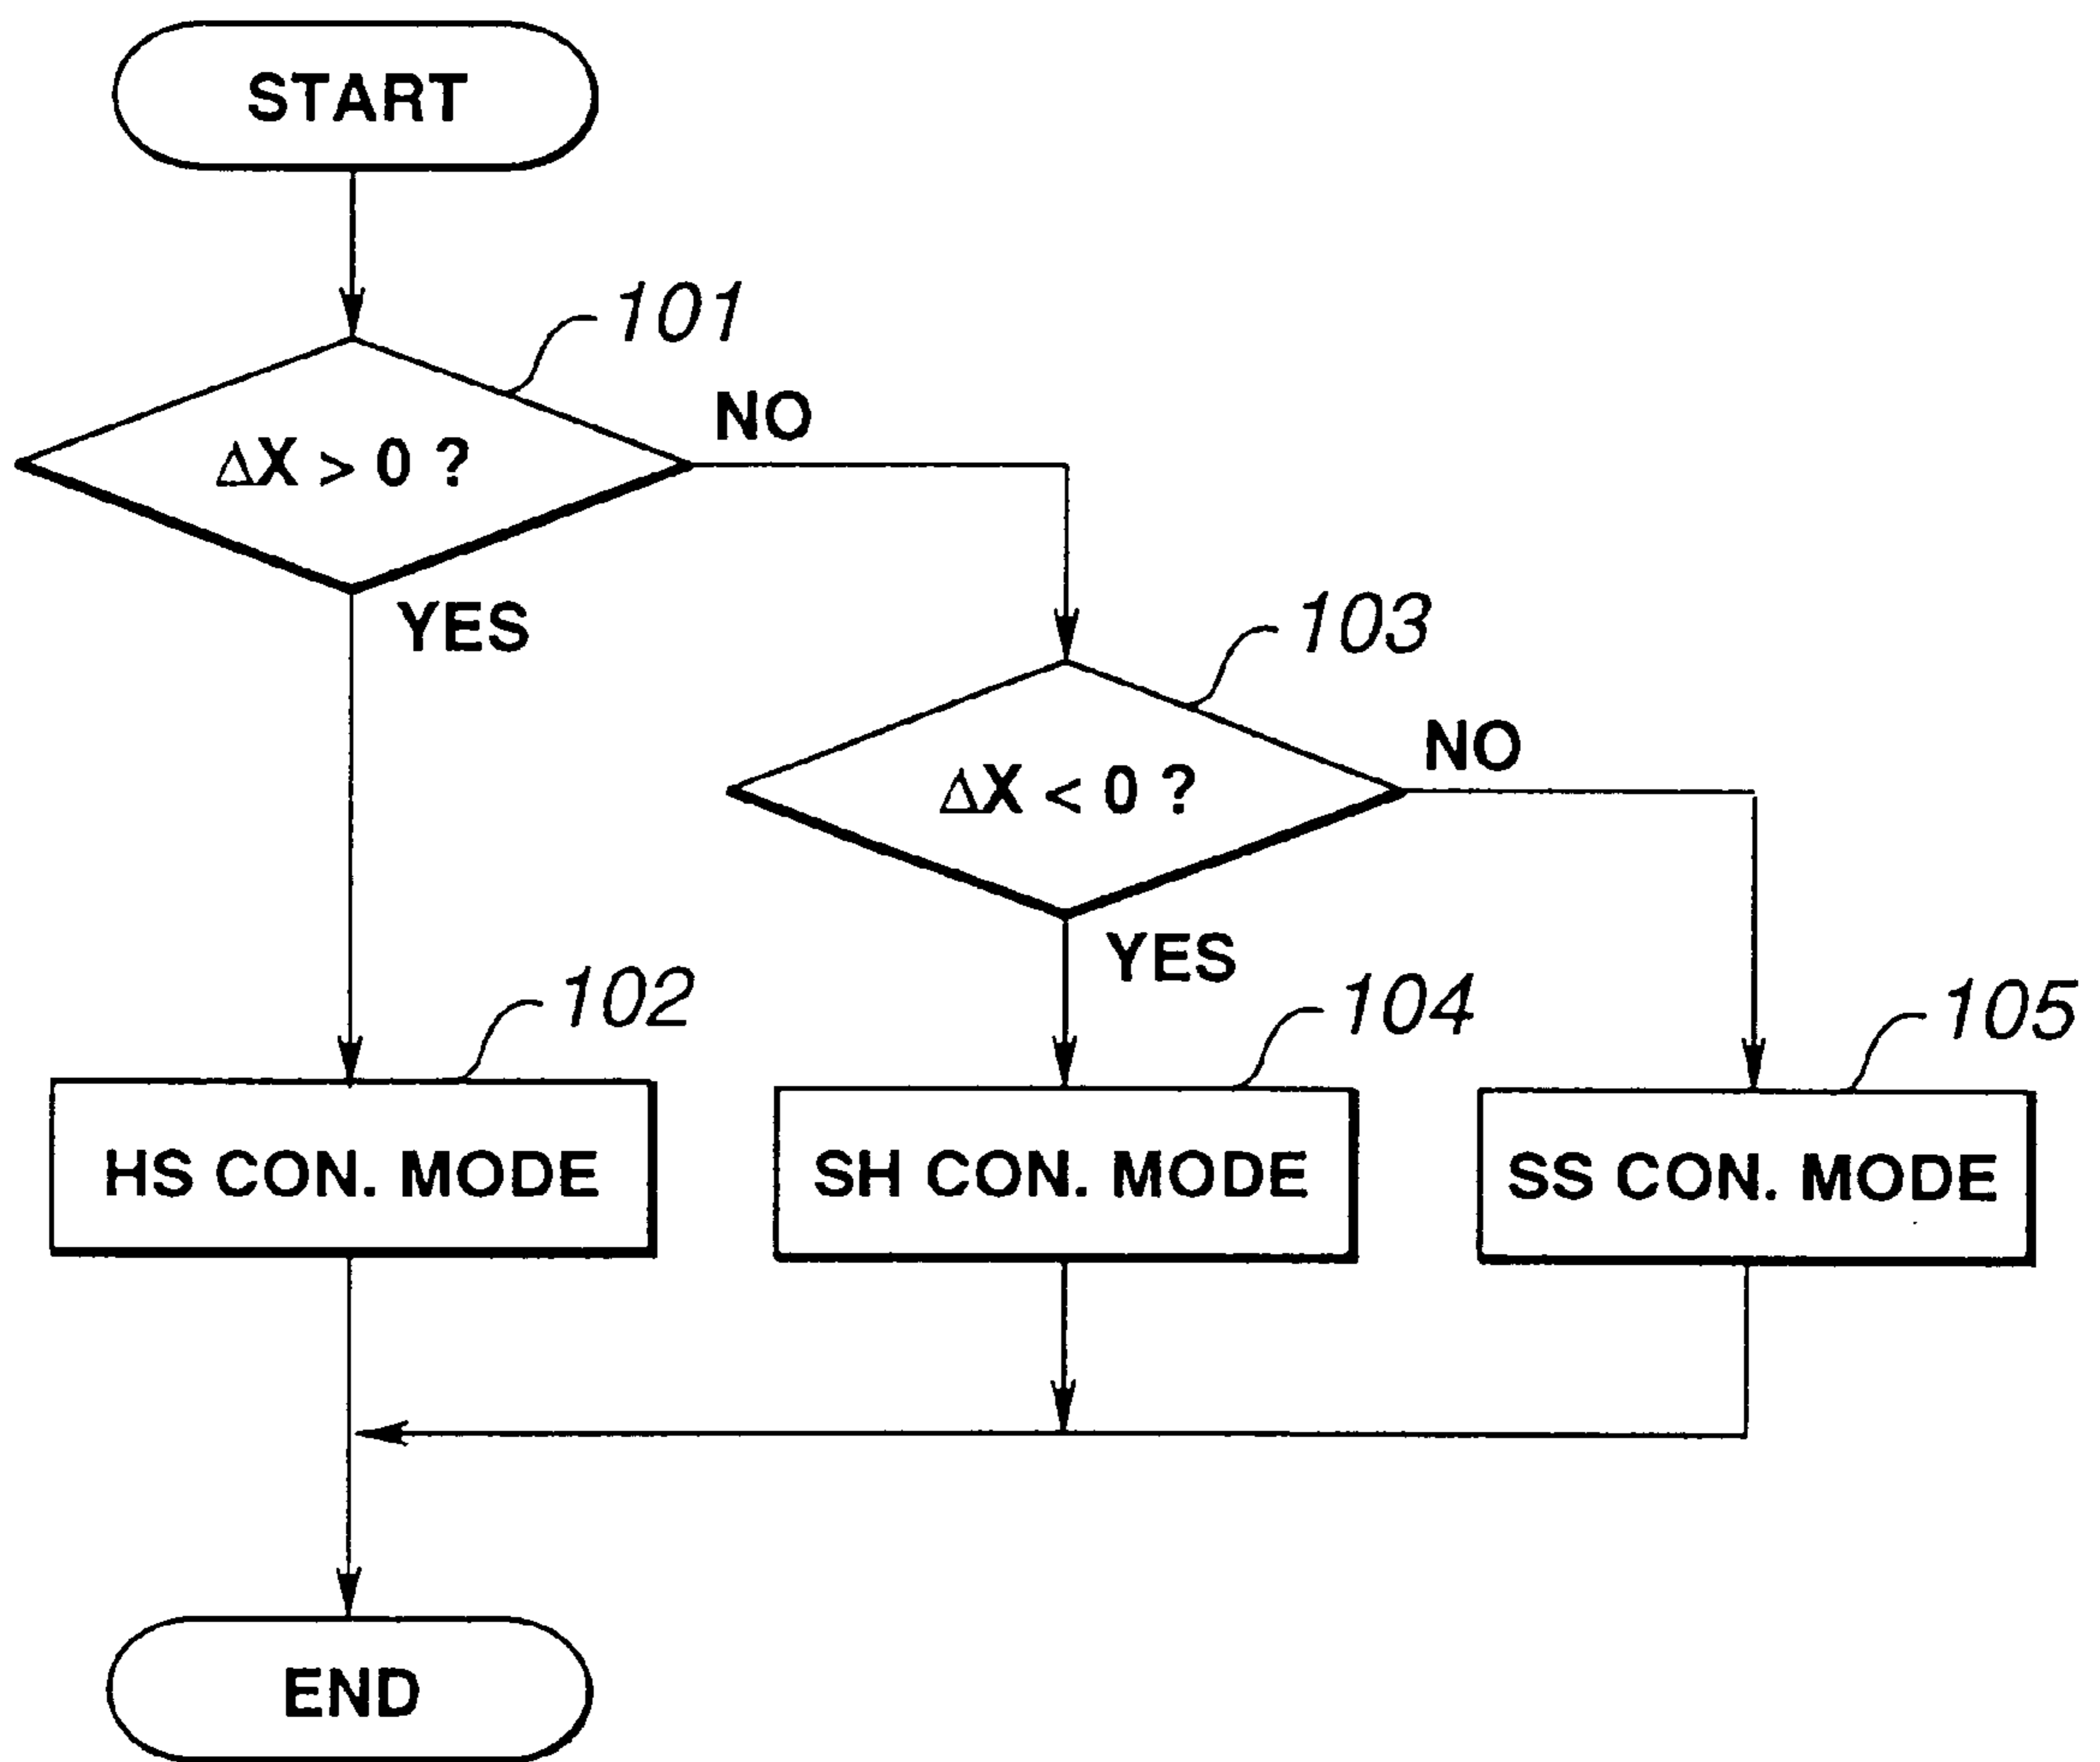 START
101
ΔX > 0 ?
NO
YES
103
ΔX < 0 ?
NO
YES
102
104
105
HS CON. MODE
SH CON. MODE
SS CON. MODE
END